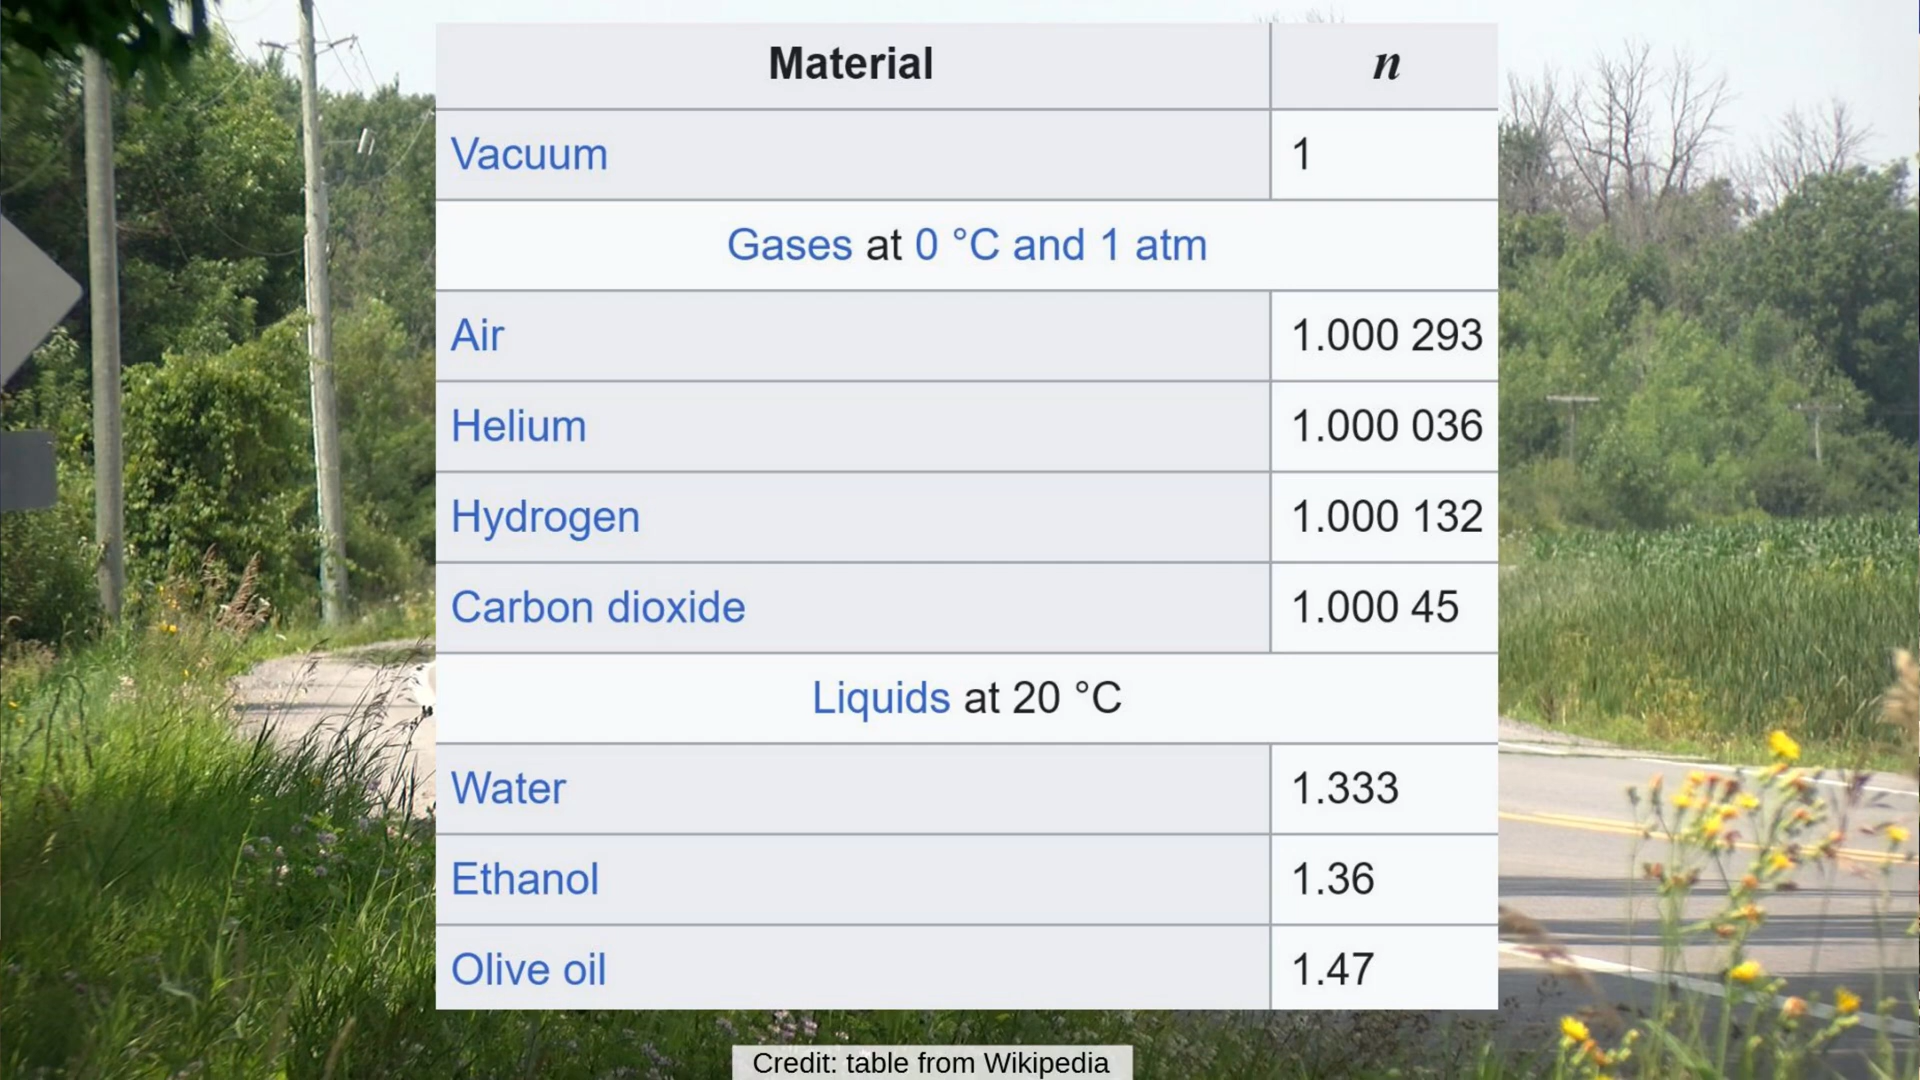 Material n
Vacuum 1
Gases at 0 °C and 1 atm
Air 1.000 293
Helium 1.000 036
Hydrogen 1.000 132
Carbon dioxide 1.000 45
Liquids at 20 °C
Water 1.333
Ethanol 1.36
Olive oil 1.47
Credit: table from Wikipedia